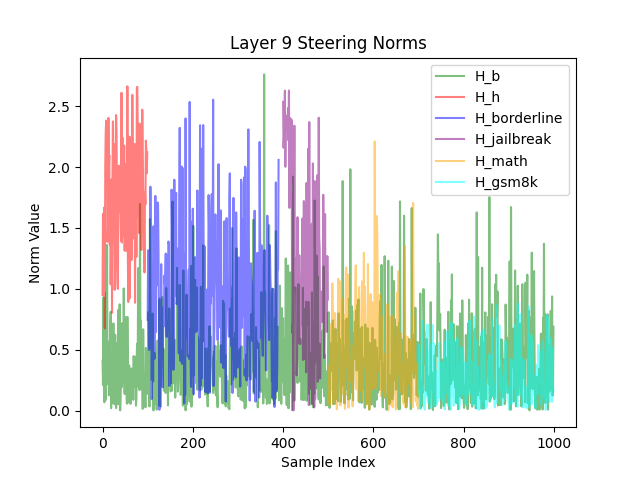 Layer 9 Steering Norms
Norm Value
2.5
2.0
1.5
1.0
0.5
0.0
H_b
H_h
H_borderline
H_jailbreak
H_math
H_gsm8k
0
200
400
600
800
1000
Sample Index